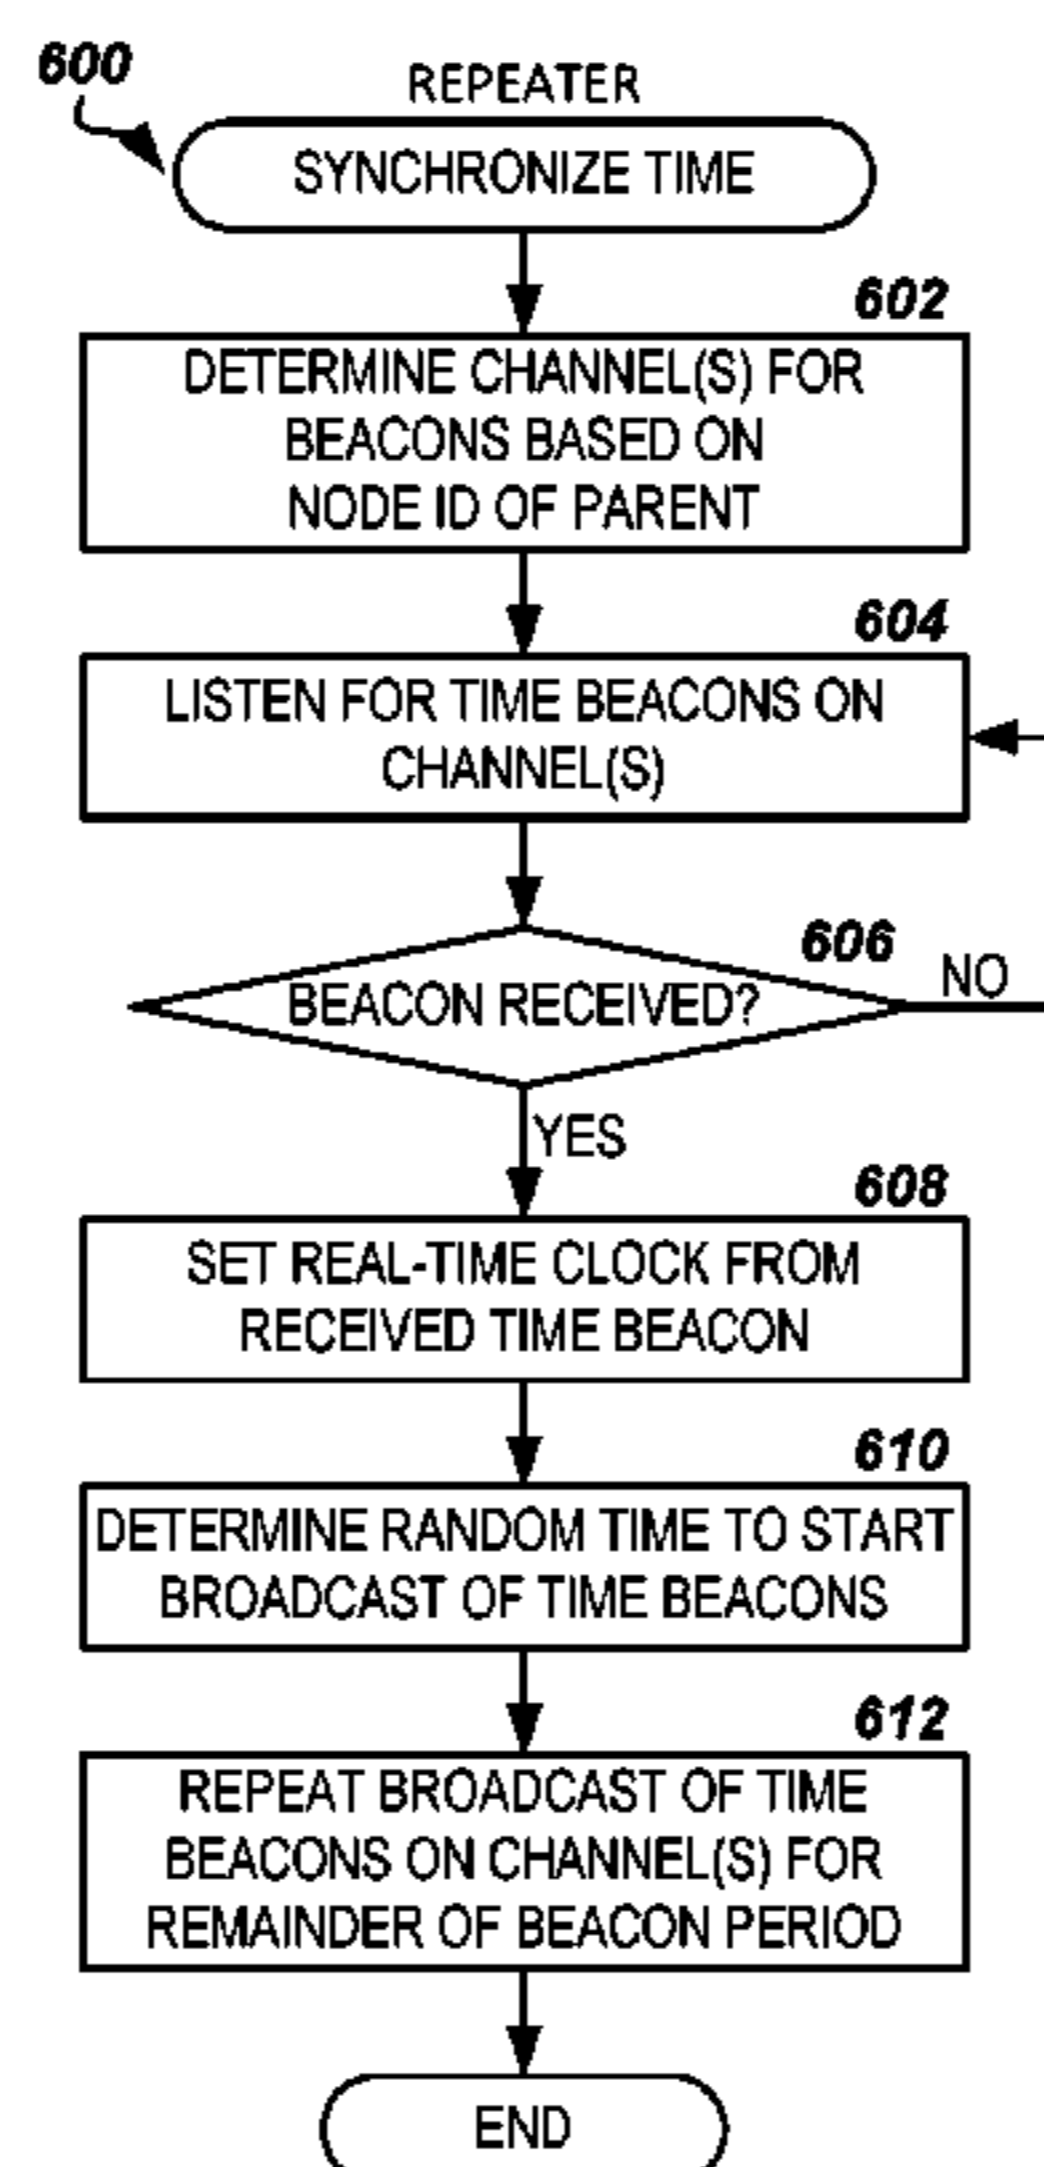 600
REPEATER
SYNCHRONIZE TIME
602
DETERMINE CHANNEL(S) FOR
BEACONS BASED ON
NODE ID OF PARENT
604
LISTEN FOR TIME BEACONS ON
CHANNEL(S)
606
NO
BEACON RECEIVED?
YES
608
SET REAL-TIME CLOCK FROM
RECEIVED TIME BEACON
610
DETERMINE RANDOM TIME TO START
BROADCAST OF TIME BEACONS
612
REPEAT BROADCAST OF TIME
BEACONS ON CHANNEL(S) FOR
REMAINDER OF BEACON PERIOD
END